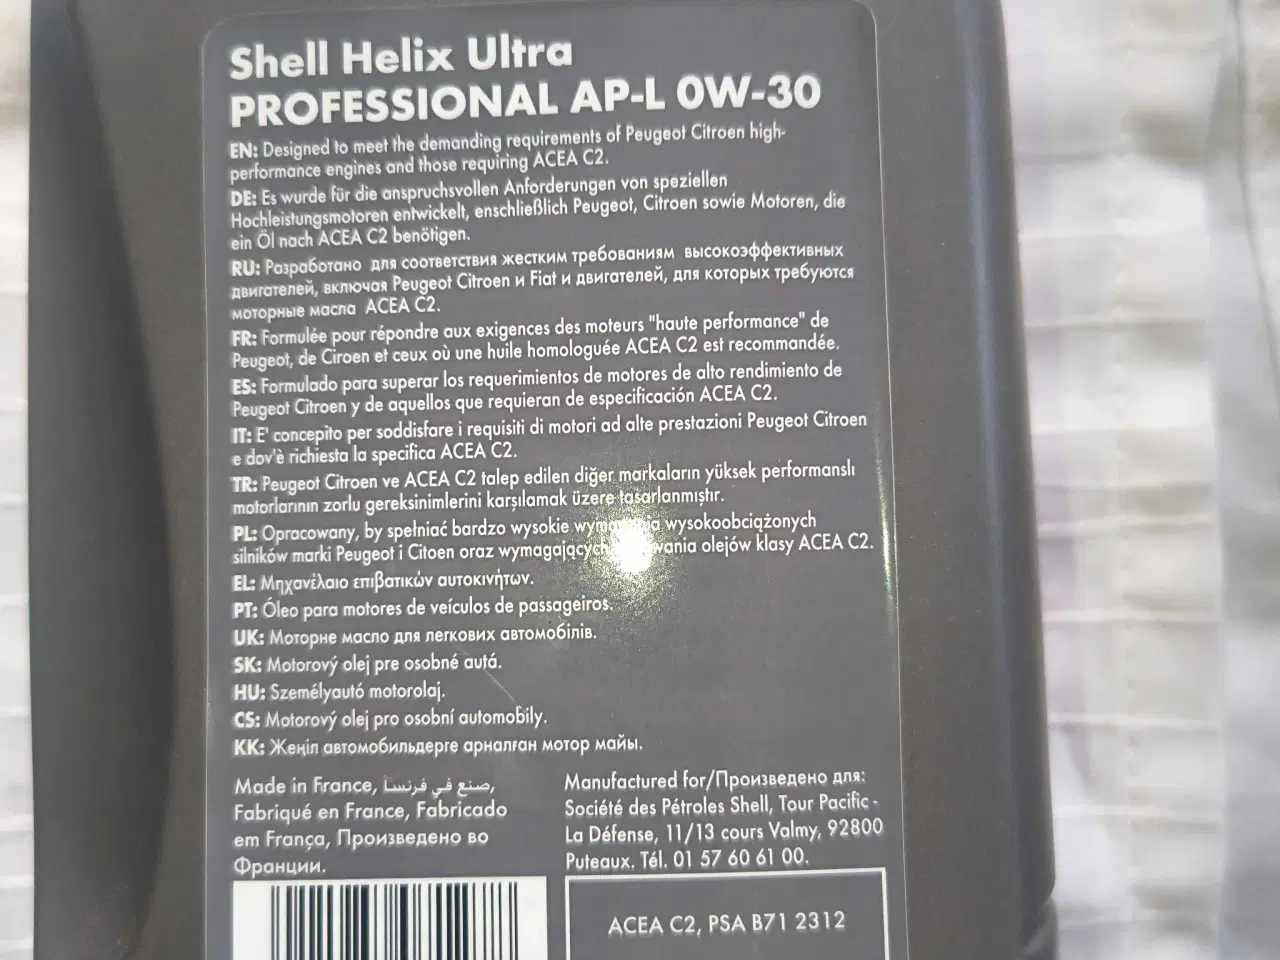 Shell Helix Ultra
PROFESSIONAL AP-L 0W-30
EN: Designed to meet the demanding requirements of Peugeot Citroen high-
performance engines and those requiring ACEA C2.
DE: Es wurde für die anspruchsvollen Anforderungen von speziellen
Hochleistungsmotoren entwickelt, enschließlich Peugeot, Citroen sowie Motoren, die
ein Öl nach ACEA C2 benötigen.
RU: Разработано для соответствия жестким требованиям высокоэффективных
двигателей, включая Peugeot Citroen и Fiat и двигателей, для которых требуются
моторные масла ACEA C2.
FR: Formulée pour répondre aux exigences des moteurs "haute performance" de
Peugeot, de Ciroen et ceux où une huile homologuée ACEA C2 est recommandée.
ES: Formulado para superar los requerimientos de motores de alto rendimiento de
Peugeot Citroen y de aquellos que requieran de especificación ACEA C2.
IT: E' concepito per soddisfare i requisiti di motori ad alte prestazioni Peugeot Citroen
e dov'è richiesta la specifica ACEA C2.
TR: Peugeot Citroen ve ACEA C2 talep edilen diğer markaların yüksek performanslı
motorlarının zorlu gereksinimlerini karşılamak üzere tasarlanmıştır.
PL: Opracowany, by spełniać bardzo wysokie wysokoobciążonych
silników marki Peugeot i Citoen oraz wymagających olejów klasy ACEA C2.
EL: Μηχανέλαιο επιβατικών αυτοκινήτων.
PT: Óleo para motores de veículos de passageiros.
UK: Моторне масло для легкових автомобілів.
SK: Motorový olej pre osobné autá.
HU: Személyautó motorolaj.
CS: Motorový olej pro osobní automobily.
KK: Жеңіл автомобильдерге арналған мотор майы.
Made in France, صنع في فرنسا,
Fabriqué en France, Fabricado
em França, Произведено во
Франции.
Manufactured for/Произведено для:
Société des Pétroles Shell, Tour Pacific -
La Défense, 11/13 cours Valmy, 92800
Puteaux. Tél. 01 57 60 61 00.
ACEA C2, PSA B71 2312